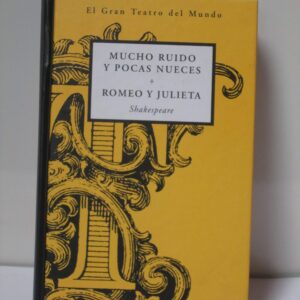 El Gran Teatro del Mundo
MUCHO RUIDO
Y POCAS NUECES
+
ROMEO Y JULIETA
Shakespeare